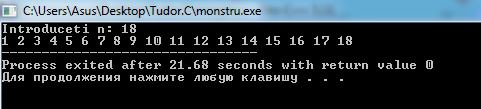 C:\Users\Asus\Desktop\Tudor.C\monstru.exe
Introduceti n: 18
1 2 3 4 5 6 7 8 9 10 11 12 13 14 15 16 17 18
--------------------------------
Process exited after 21.68 seconds with return value 0
Для продолжения нажмите любую клавишу . . .